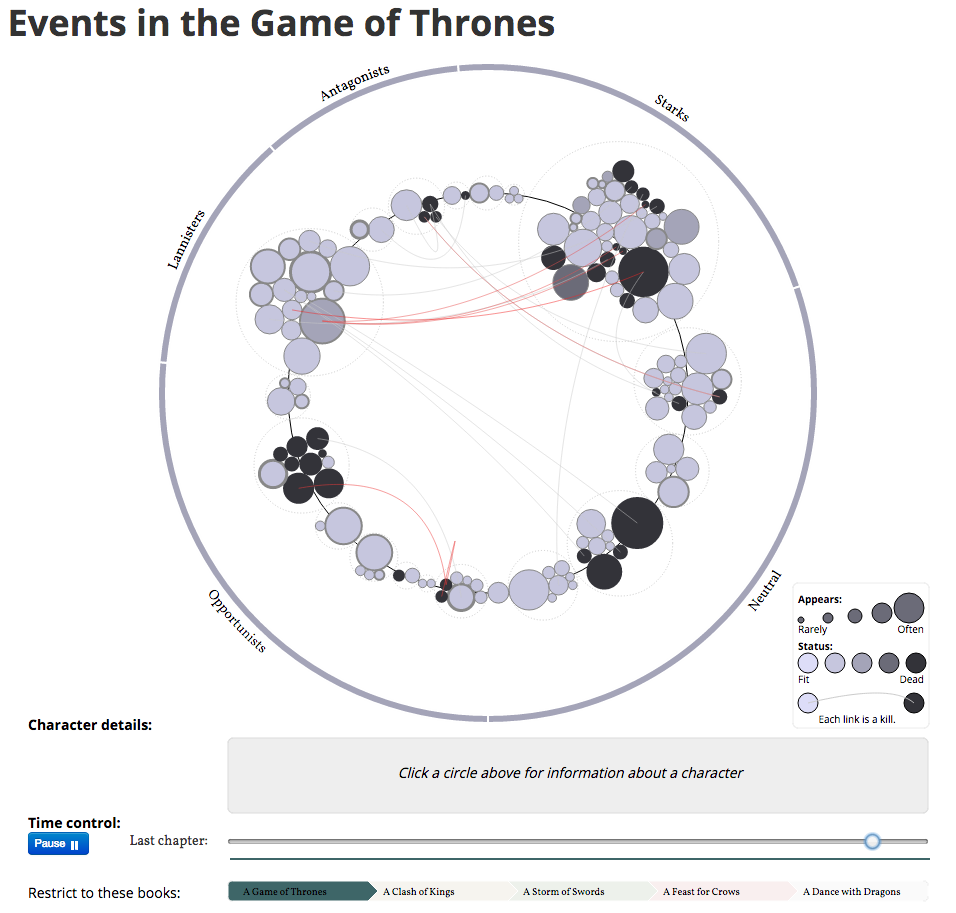 Events in the Game of Thrones
Antagonists
Starks
Lannisters
Opportunists
Neutral
Appears:
Rarely Often
Status:
Fit Dead
Each link is a kill.
Character details:
Click a circle above for information about a character
Time control:
Pause Last chapter:
Restrict to these books: A Game of Thrones A Clash of Kings A Storm of Swords A Feast for Crows A Dance with Dragons